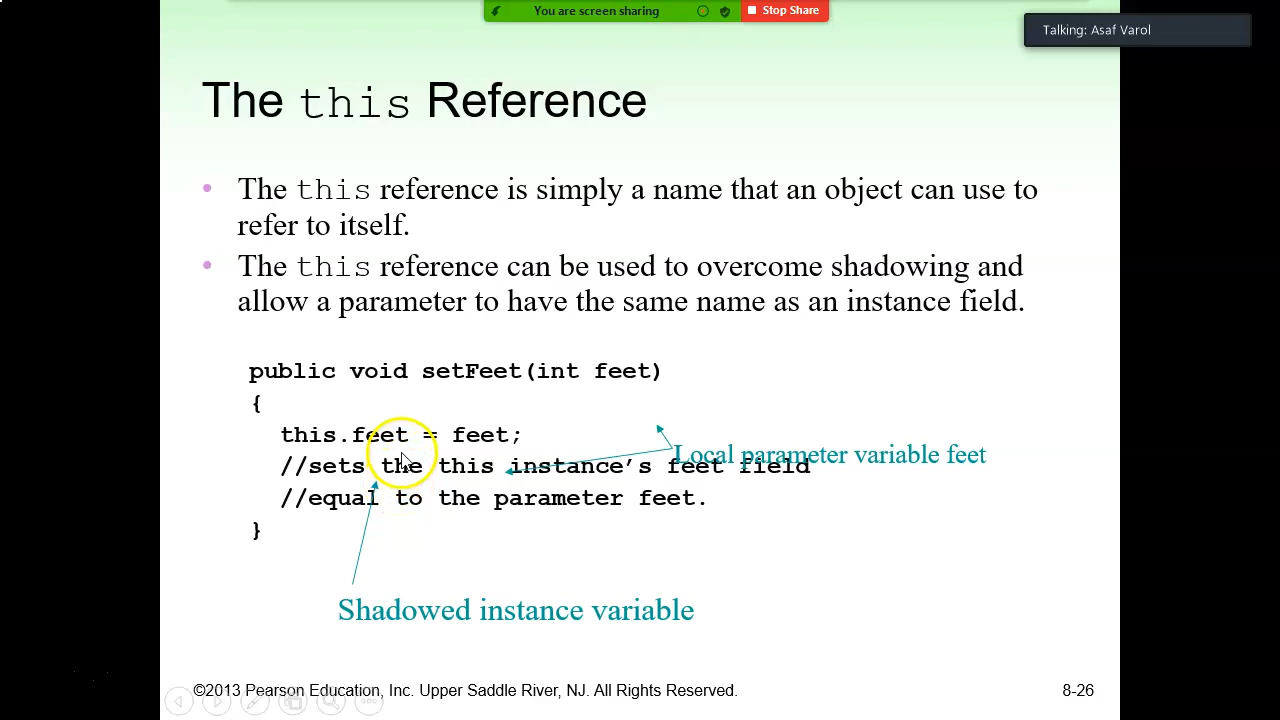 You are screen sharing
Stop Share
Talking: Asaf Varol
The this Reference
• The this reference is simply a name that an object can use to
refer to itself.
• The this reference can be used to overcome shadowing and
allow a parameter to have the same name as an instance field.
public void setFeet(int feet)
{
this.feet = feet;
Local parameter variable feet
//sets the this instance’s feet field
//equal to the parameter feet.
}
Shadowed instance variable
©2013 Pearson Education, Inc. Upper Saddle River, NJ. All Rights Reserved.
8-26